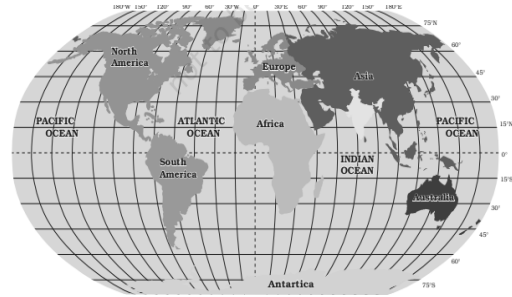 180°W 150° 120° 90° 60° 30°W 0° 30°E 60° 90° 120° 150° 180°E
75°N
60°
45°
30°
15°N
0°
15°S
30°
45°
60°
75°S
North
America
Europe
Asia
PACIFIC
OCEAN
ATLANTIC
OCEAN
Africa
PACIFIC
OCEAN
South
America
INDIAN
OCEAN
Australia
Antartica